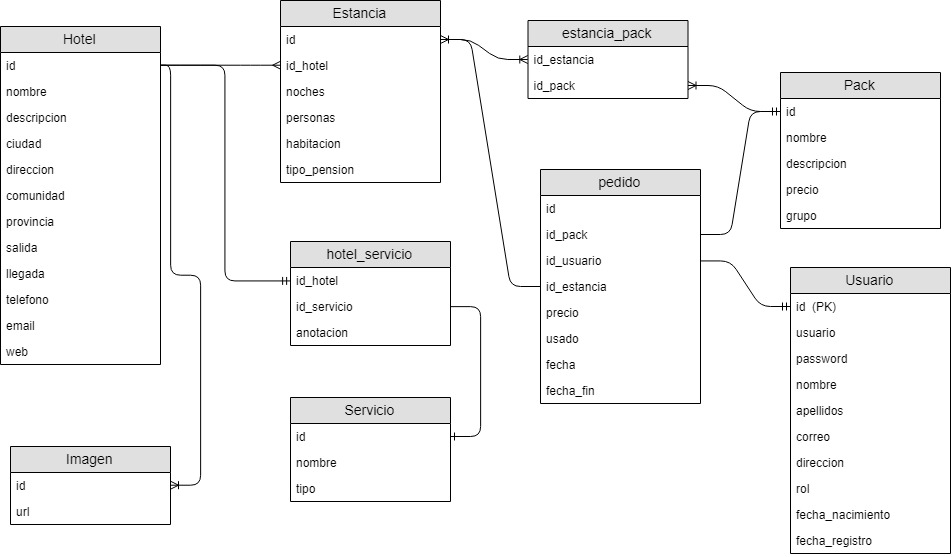 Hotel
id
nombre
descripcion
ciudad
direccion
comunidad
provincia
salida
llegada
telefono
email
web
Estancia
id
id_hotel
noches
personas
habitacion
tipo_pension
estancia_pack
id_estancia
id_pack
Pack
id
nombre
descripcion
precio
grupo
pedido
id
id_pack
id_usuario
id_estancia
precio
usado
fecha
fecha_fin
hotel_servicio
id_hotel
id_servicio
anotacion
Usuario
id (PK)
usuario
password
nombre
apellidos
correo
direccion
rol
fecha_nacimiento
fecha_registro
Servicio
id
nombre
tipo
Imagen
id
url